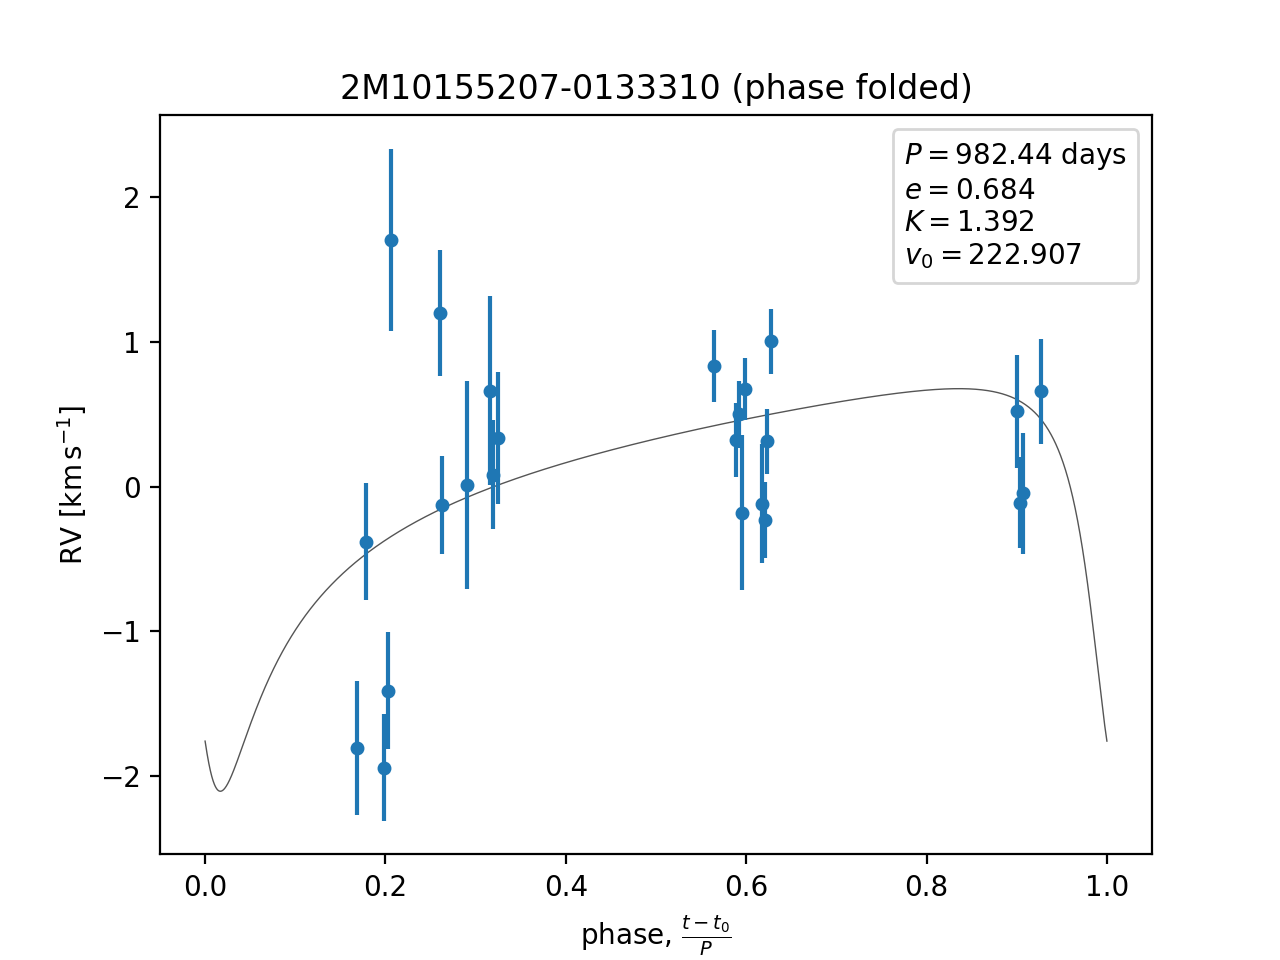 2M10155207-0133310 (phase folded)
P = 982.44 days
e = 0.684
K = 1.392
v₀ = 222.907
RV [km s⁻¹]
2
1
0
−1
−2
0.0 0.2 0.4 0.6 0.8 1.0
phase, (t − t₀)/P